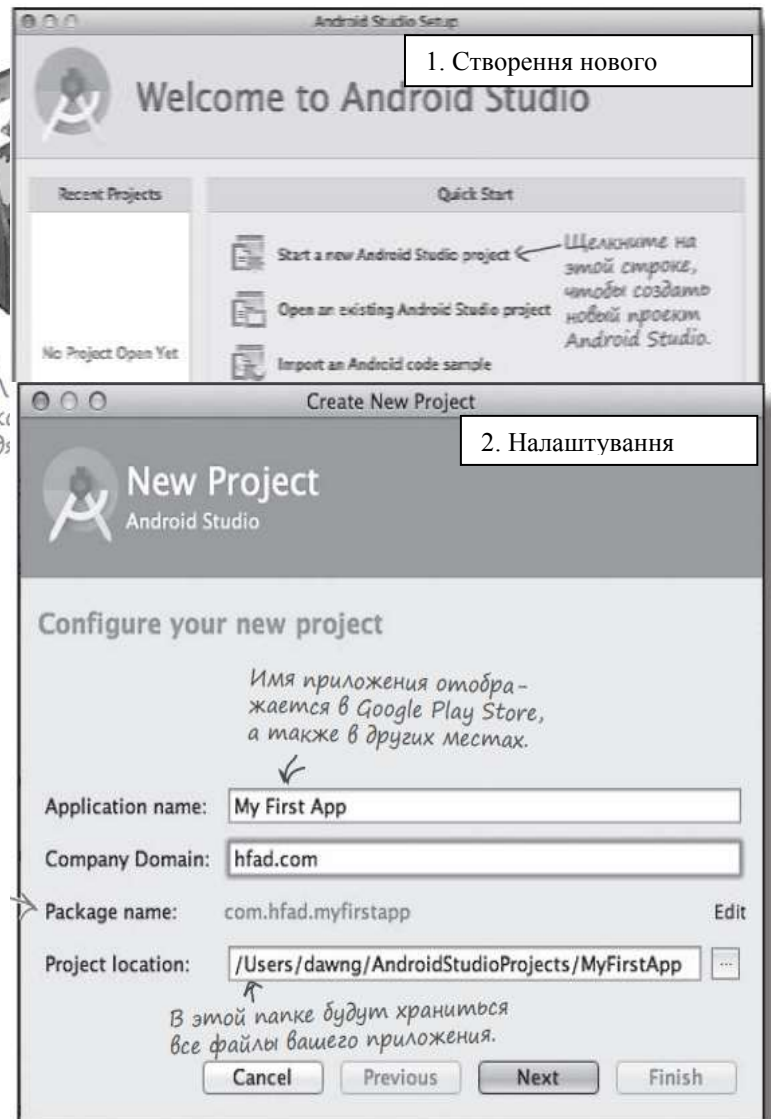 Android Studio Setup
1. Створення нового
Welcome to Android Studio
Recent Projects
Quick Start
Start a new Android Studio project
Щелкните на
этой строке,
чтобы создать
новый проект
Android Studio.
Open an existing Android Studio project
No Project Open Yet
Import an Android code sample
Create New Project
2. Налаштування
New Project
Android Studio
Configure your new project
Имя приложения отобра-
жается в Google Play Store,
а также в других местах.
Application name: My First App
Company Domain: hfad.com
Package name: com.hfad.myfirstapp Edit
Project location: /Users/dawng/AndroidStudioProjects/MyFirstApp ...
В этой папке будут храниться
все файлы вашего приложения.
Cancel Previous Next Finish